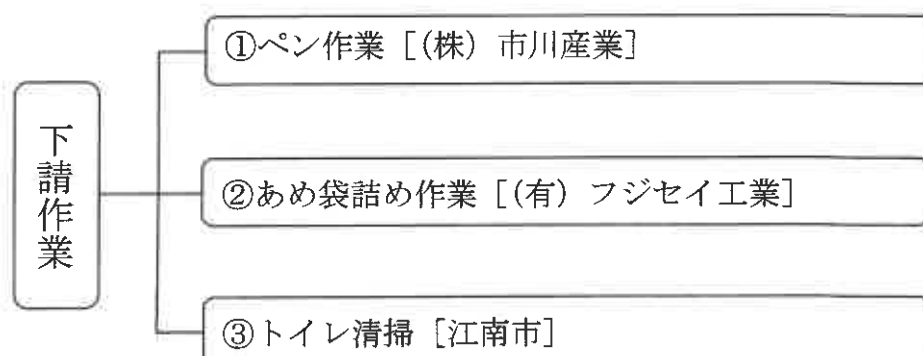 下請作業
①ペン作業［(株) 市川産業］
②あめ袋詰め作業［(有) フジセイ工業］
③トイレ清掃［江南市］